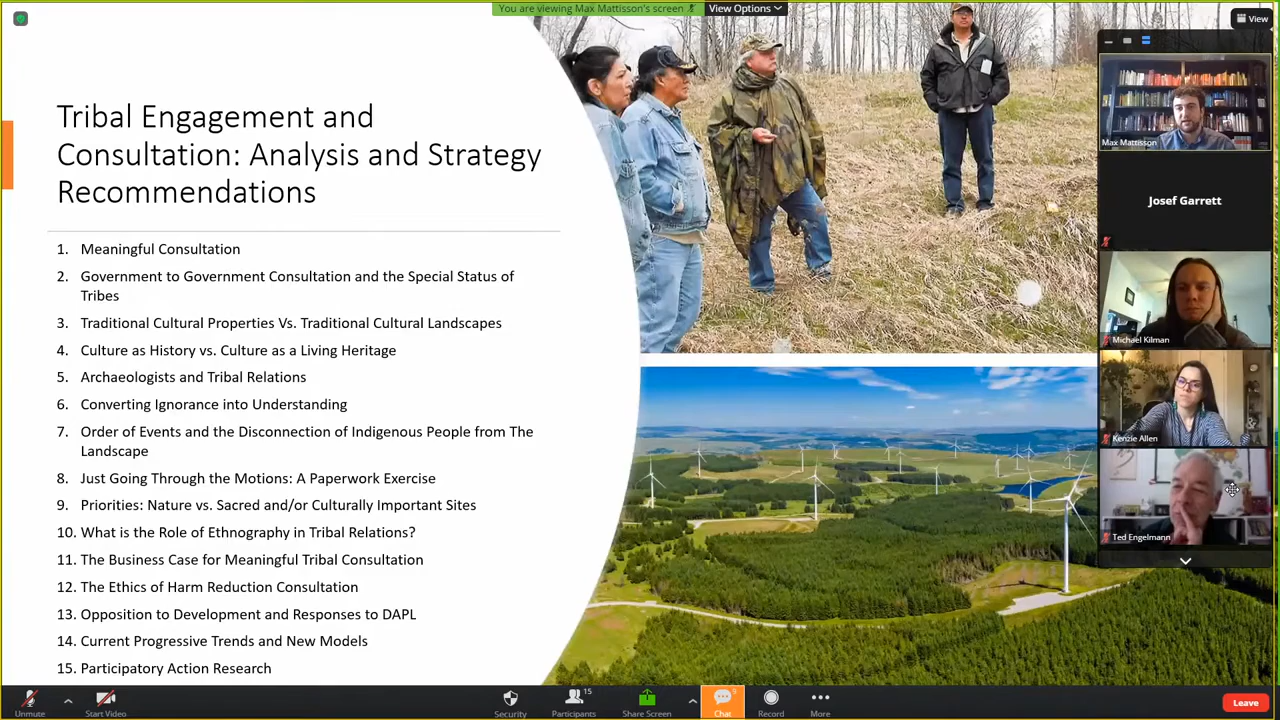 You are viewing Max Mattisson's screen
View Options
View
Tribal Engagement and
Consultation: Analysis and Strategy
Recommendations
1. Meaningful Consultation
2. Government to Government Consultation and the Special Status of
Tribes
3. Traditional Cultural Properties Vs. Traditional Cultural Landscapes
4. Culture as History vs. Culture as a Living Heritage
5. Archaeologists and Tribal Relations
6. Converting Ignorance into Understanding
7. Order of Events and the Disconnection of Indigenous People from The
Landscape
8. Just Going Through the Motions: A Paperwork Exercise
9. Priorities: Nature vs. Sacred and/or Culturally Important Sites
10. What is the Role of Ethnography in Tribal Relations?
11. The Business Case for Meaningful Tribal Consultation
12. The Ethics of Harm Reduction Consultation
13. Opposition to Development and Responses to DAPL
14. Current Progressive Trends and New Models
15. Participatory Action Research
Max Mattisson
Josef Garrett
Michael Kilman
Kenzie Allen
Ted Engelmann
Unmute
Start Video
Security
Participants
15
Share Screen
Chat
9
Record
More
Leave